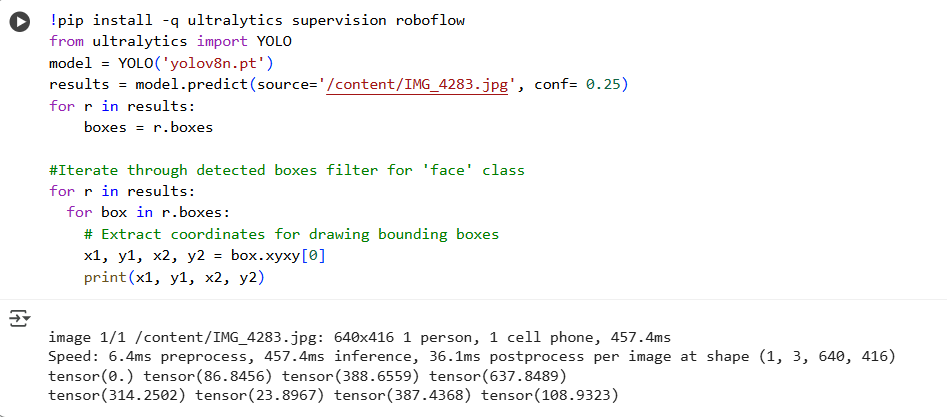 !pip install -q ultralytics supervision roboflow
from ultralytics import YOLO
model = YOLO('yolov8n.pt')
results = model.predict(source='/content/IMG_4283.jpg', conf= 0.25)
for r in results:
    boxes = r.boxes

#Iterate through detected boxes filter for 'face' class
for r in results:
  for box in r.boxes:
    # Extract coordinates for drawing bounding boxes
    x1, y1, x2, y2 = box.xyxy[0]
    print(x1, y1, x2, y2)

image 1/1 /content/IMG_4283.jpg: 640x416 1 person, 1 cell phone, 457.4ms
Speed: 6.4ms preprocess, 457.4ms inference, 36.1ms postprocess per image at shape (1, 3, 640, 416)
tensor(0.) tensor(86.8456) tensor(388.6559) tensor(637.8489)
tensor(314.2502) tensor(23.8967) tensor(387.4368) tensor(108.9323)